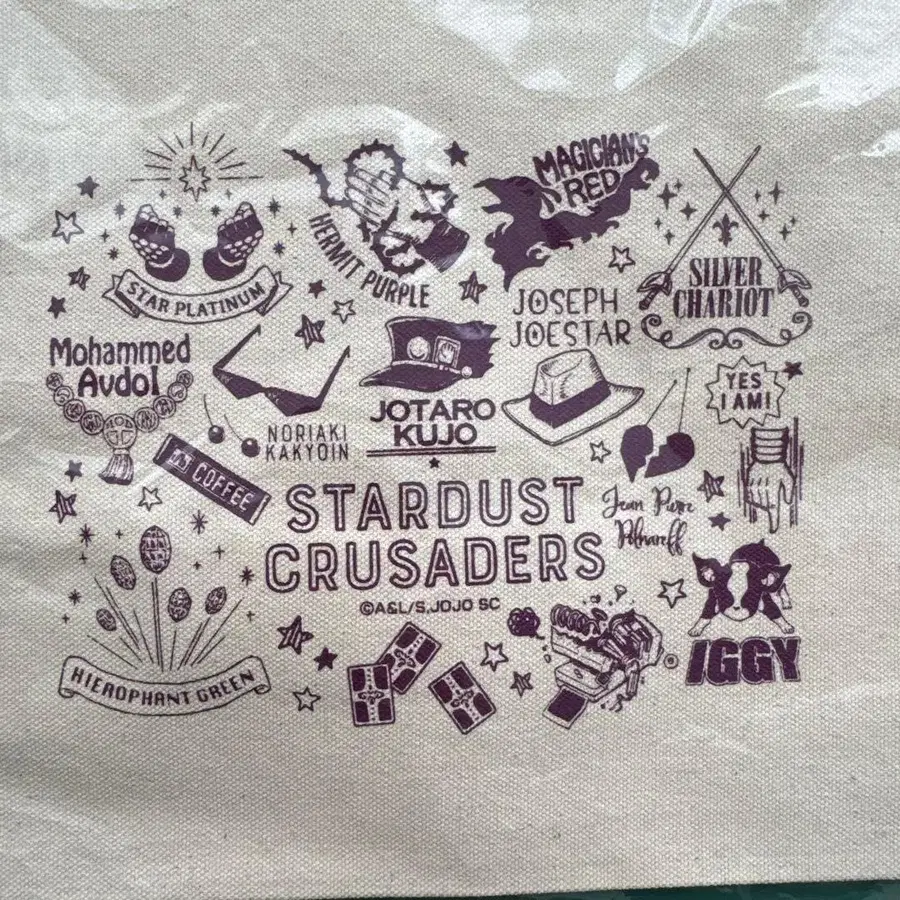 STAR PLATINUM
HERMIT PURPLE
MAGICIAN'S
RED
SILVER
CHARIOT
Mohammed
Avdol
NORIAKI
KAKYOIN
JOTARO
KUJO
JOSEPH
JOESTAR
YES
I AM!
COFFEE
STARDUST
CRUSADERS
©A&L/S,JOJO SC
Jean Pierre
Polnareff
HIEROPHANT GREEN
IGGY